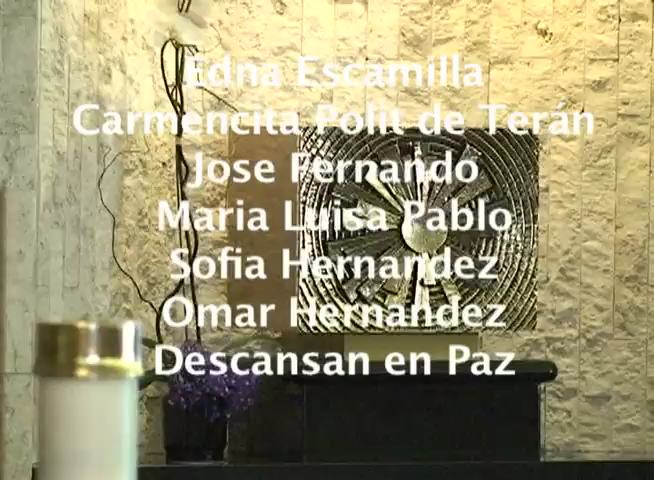 Edna Escamilla
Carmencita Polit de Terán
Jose Fernando
Maria Luisa Pablo
Sofia Hernandez
Omar Hernandez
Descansan en Paz